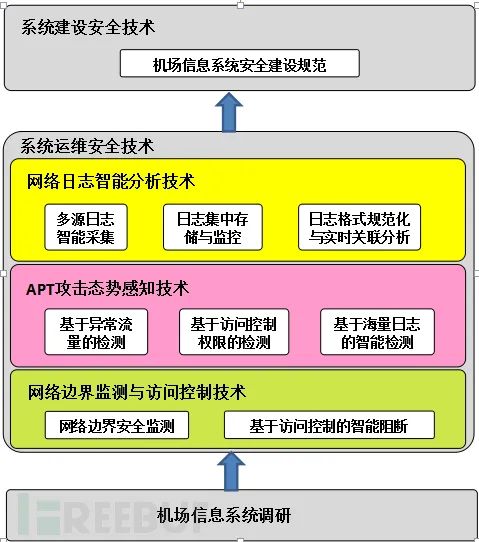 系统建设安全技术
机场信息系统安全建设规范
系统运维安全技术
网络日志智能分析技术
多源日志
智能采集
日志集中存
储与监控
日志格式规范化
与实时关联分析
APT攻击态势感知技术
基于异常流
量的检测
基于访问控制
权限的检测
基于海量日志
的智能检测
网络边界监测与访问控制技术
网络边界安全监测
基于访问控制的智能阻断
机场信息系统调研
FREEBUF